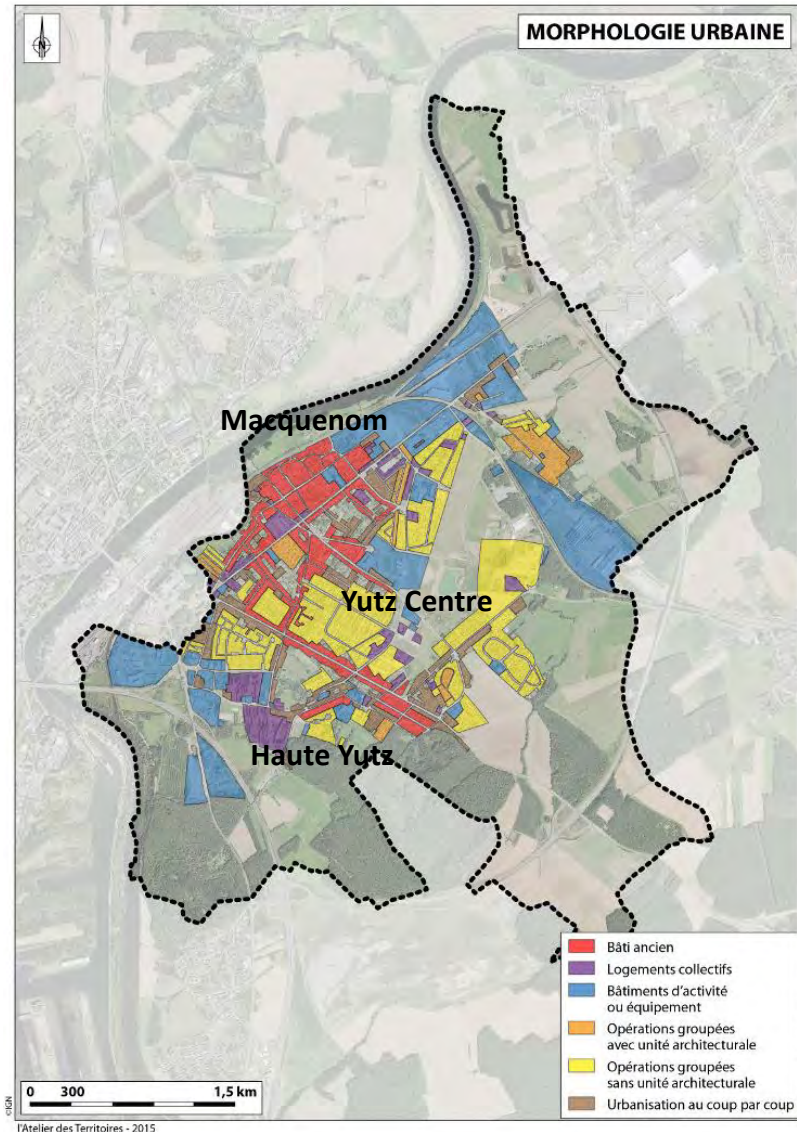 N
MORPHOLOGIE URBAINE
Macquenom
Yutz Centre
Haute Yutz
Bâti ancien
Logements collectifs
Bâtiments d'activité
ou équipement
Opérations groupées
avec unité architecturale
Opérations groupées
sans unité architecturale
Urbanisation au coup par coup
0 300 1,5 km
©IGN
l'Atelier des Territoires - 2015